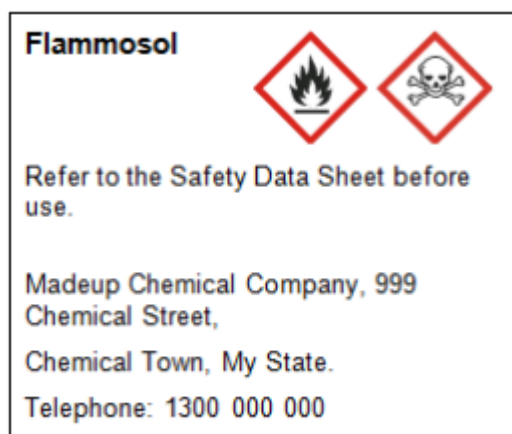 Flammosol
Refer to the Safety Data Sheet before
use.
Madeup Chemical Company, 999
Chemical Street,
Chemical Town, My State.
Telephone: 1300 000 000